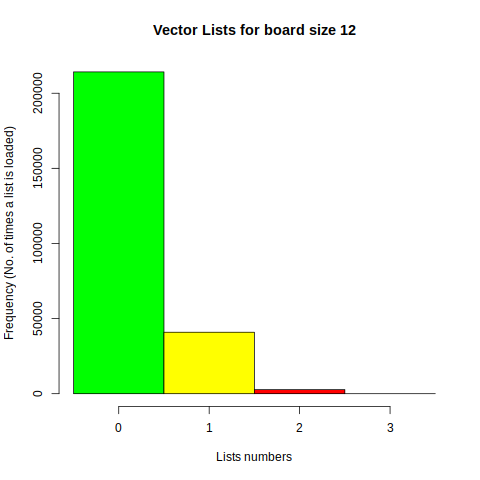 Vector Lists for board size 12
Frequency (No. of times a list is loaded)
200000
150000
100000
50000
0
0 1 2 3
Lists numbers